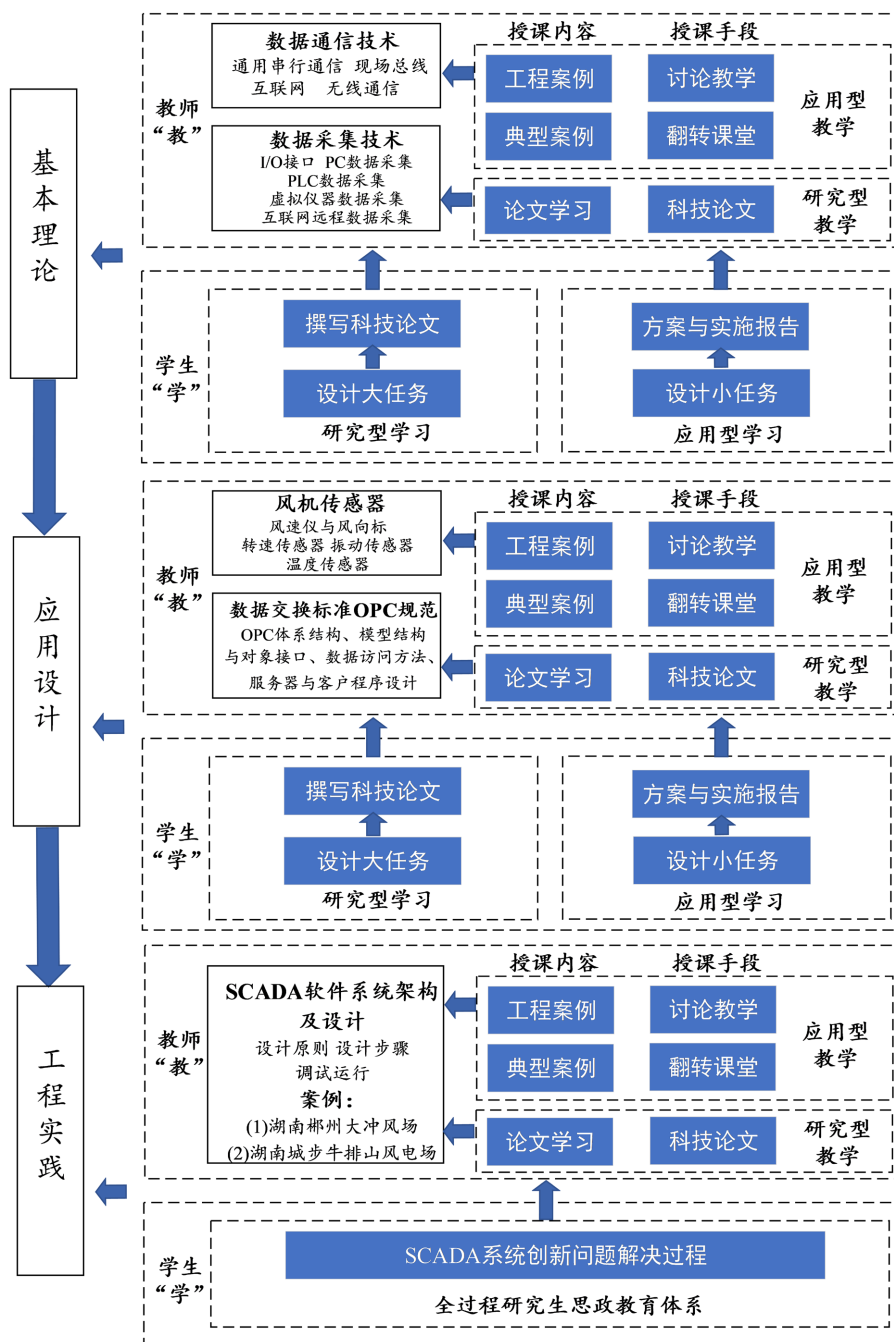 基本理论
教师
“教”
数据通信技术
通用串行通信 现场总线
互联网 无线通信
数据采集技术
I/O接口 PC数据采集
PLC数据采集
虚拟仪器数据采集
互联网远程数据采集
授课内容 授课手段
工程案例 讨论教学
典型案例 翻转课堂
应用型
教学
论文学习 科技论文
研究型
教学
学生
“学”
撰写科技论文
设计大任务
研究型学习
方案与实施报告
设计小任务
应用型学习
应用设计
教师
“教”
风机传感器
风速仪与风向标
转速传感器 振动传感器
温度传感器
数据交换标准OPC规范
OPC体系结构、模型结构
与对象接口、数据访问方法、
服务器与客户程序设计
授课内容 授课手段
工程案例 讨论教学
典型案例 翻转课堂
应用型
教学
论文学习 科技论文
研究型
教学
学生
“学”
撰写科技论文
设计大任务
研究型学习
方案与实施报告
设计小任务
应用型学习
工程实践
教师
“教”
SCADA软件系统架构
及设计
设计原则 设计步骤
调试运行
案例：
(1)湖南郴州大冲风场
(2)湖南城步牛排山风电场
授课内容 授课手段
工程案例 讨论教学
典型案例 翻转课堂
应用型
教学
论文学习 科技论文
研究型
教学
学生
“学”
SCADA系统创新问题解决过程
全过程研究生思政教育体系